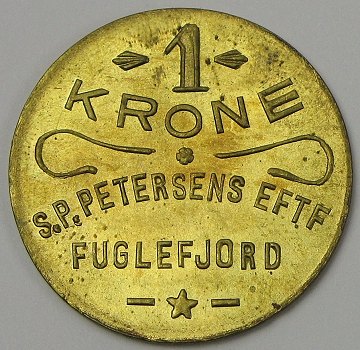 1
KRONE
S.P. PETERSENS EFTF
FUGLEFJORD